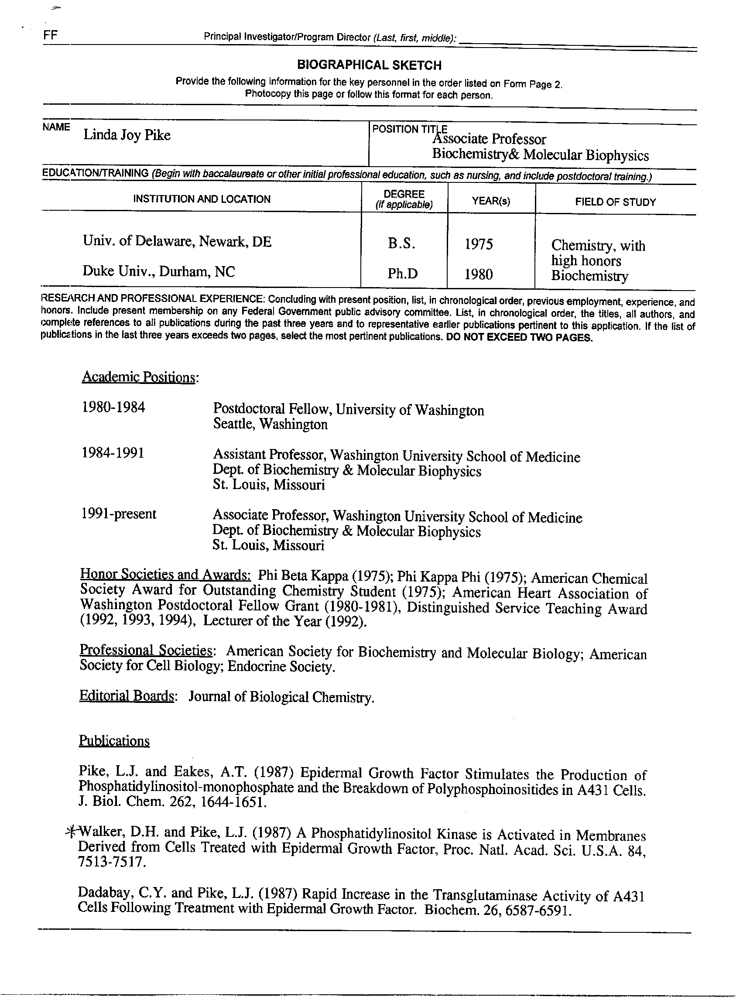 FF
Principal Investigator/Program Director (Last, first, middle):
BIOGRAPHICAL SKETCH
Provide the following information for the key personnel in the order listed on Form Page 2.
Photocopy this page or follow this format for each person.
NAME
Linda Joy Pike
POSITION TITLE
Associate Professor
Biochemistry& Molecular Biophysics
EDUCATION/TRAINING (Begin with baccalaureate or other initial professional education, such as nursing, and include postdoctoral training.)
INSTITUTION AND LOCATION
DEGREE
(if applicable)
YEAR(s)
FIELD OF STUDY
Univ. of Delaware, Newark, DE
B.S.
1975
Chemistry, with
high honors
Duke Univ., Durham, NC
Ph.D
1980
Biochemistry
RESEARCH AND PROFESSIONAL EXPERIENCE: Concluding with present position, list, in chronological order, previous employment, experience, and
honors. Include present membership on any Federal Government public advisory committee. List, in chronological order, the titles, all authors, and
complete references to all publications during the past three years and to representative earlier publications pertinent to this application. If the list of
publications in the last three years exceeds two pages, select the most pertinent publications. DO NOT EXCEED TWO PAGES.
Academic Positions:
1980-1984
Postdoctoral Fellow, University of Washington
Seattle, Washington
1984-1991
Assistant Professor, Washington University School of Medicine
Dept. of Biochemistry & Molecular Biophysics
St. Louis, Missouri
1991-present
Associate Professor, Washington University School of Medicine
Dept. of Biochemistry & Molecular Biophysics
St. Louis, Missouri
Honor Societies and Awards: Phi Beta Kappa (1975); Phi Kappa Phi (1975); American Chemical
Society Award for Outstanding Chemistry Student (1975); American Heart Association of
Washington Postdoctoral Fellow Grant (1980-1981), Distinguished Service Teaching Award
(1992, 1993, 1994), Lecturer of the Year (1992).
Professional Societies: American Society for Biochemistry and Molecular Biology; American
Society for Cell Biology; Endocrine Society.
Editorial Boards: Journal of Biological Chemistry.
Publications
Pike, L.J. and Eakes, A.T. (1987) Epidermal Growth Factor Stimulates the Production of
Phosphatidylinositol-monophosphate and the Breakdown of Polyphosphoinositides in A431 Cells.
J. Biol. Chem. 262, 1644-1651.
*Walker, D.H. and Pike, L.J. (1987) A Phosphatidylinositol Kinase is Activated in Membranes
Derived from Cells Treated with Epidermal Growth Factor, Proc. Natl. Acad. Sci. U.S.A. 84,
7513-7517.
Dadabay, C.Y. and Pike, L.J. (1987) Rapid Increase in the Transglutaminase Activity of A431
Cells Following Treatment with Epidermal Growth Factor. Biochem. 26, 6587-6591.